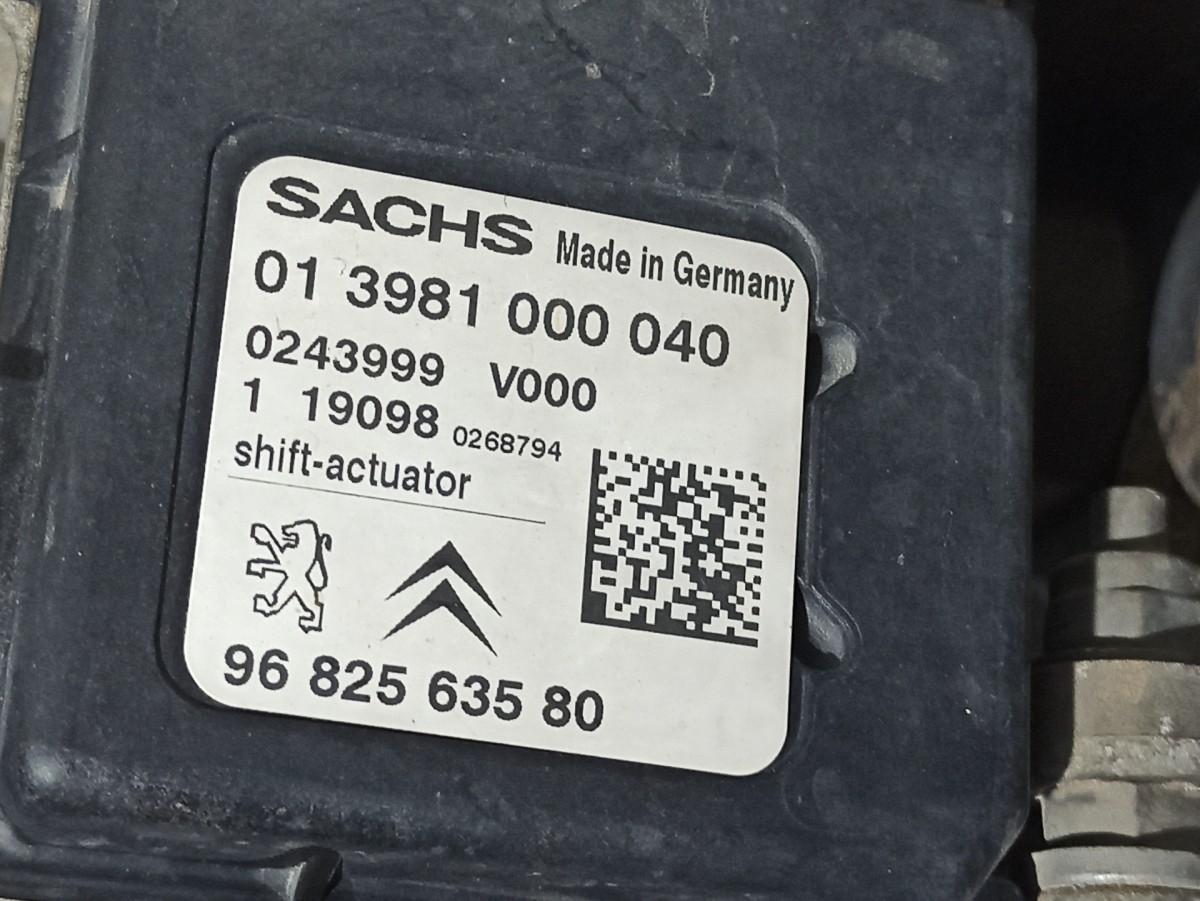 SACHS Made in Germany
01 3981 000 040
0243999 V000
1 19098 0268794
shift-actuator
96 825 635 80